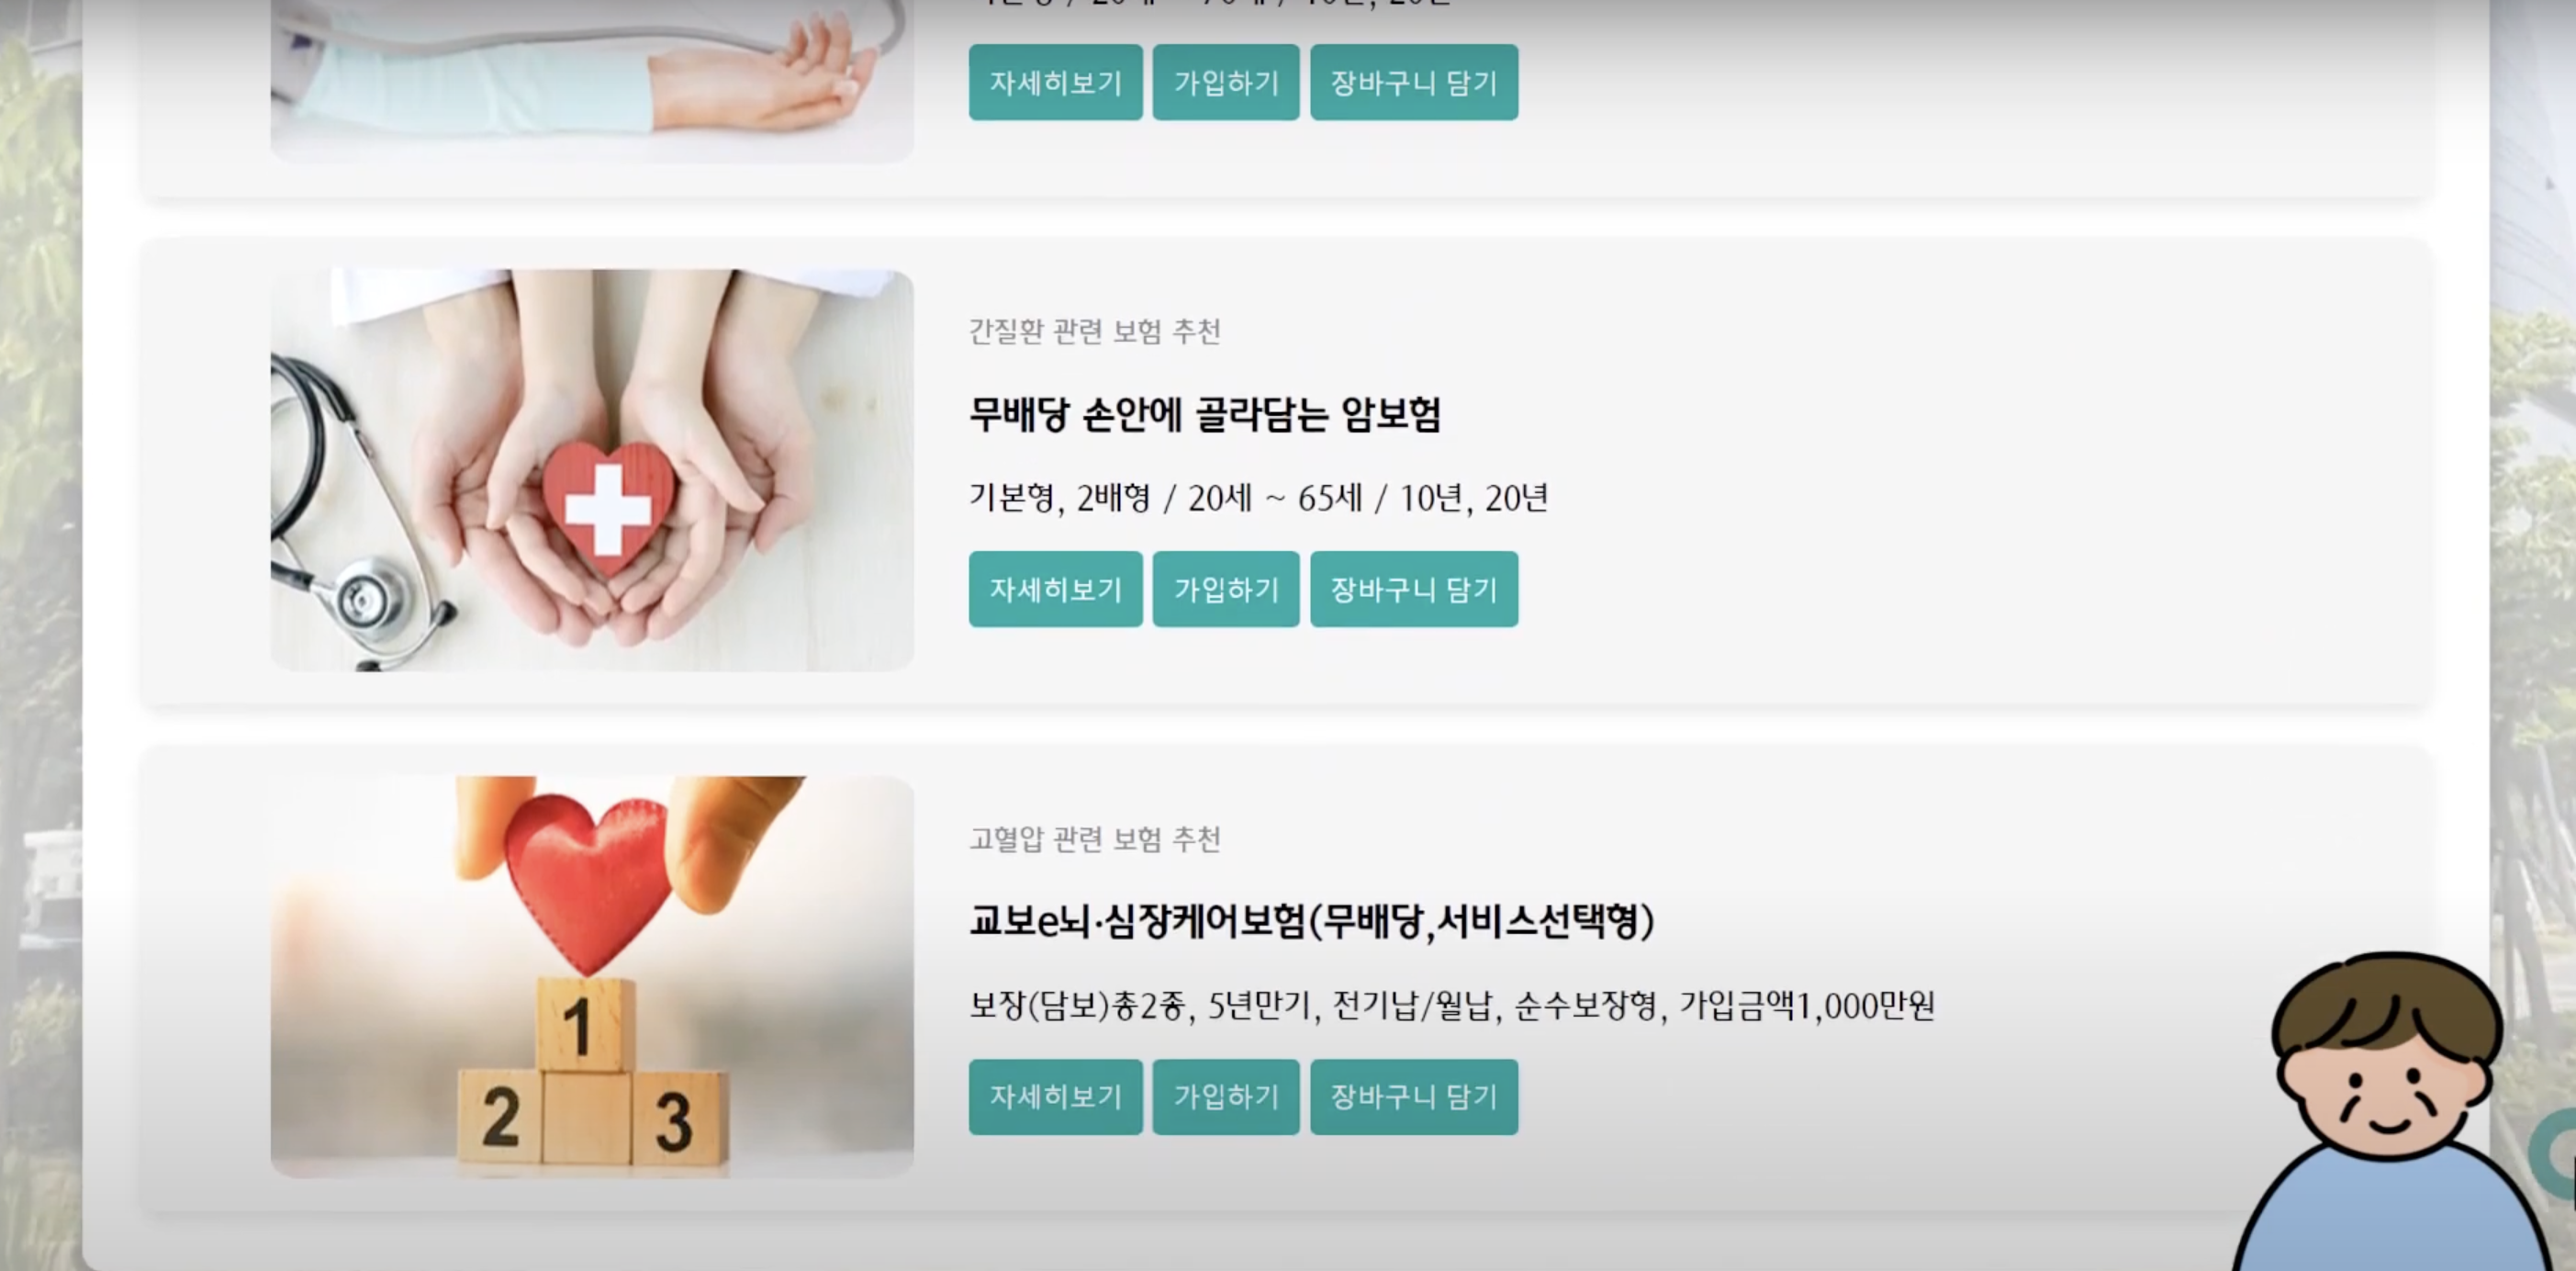 자세히보기 가입하기 장바구니 담기
간질환 관련 보험 추천
무배당 손안에 골라담는 암보험
기본형, 2배형 / 20세 ~ 65세 / 10년, 20년
자세히보기 가입하기 장바구니 담기
고혈압 관련 보험 추천
교보e뇌·심장케어보험(무배당,서비스선택형)
보장(담보)총2종, 5년만기, 전기납/월납, 순수보장형, 가입금액1,000만원
1
2 3
자세히보기 가입하기 장바구니 담기